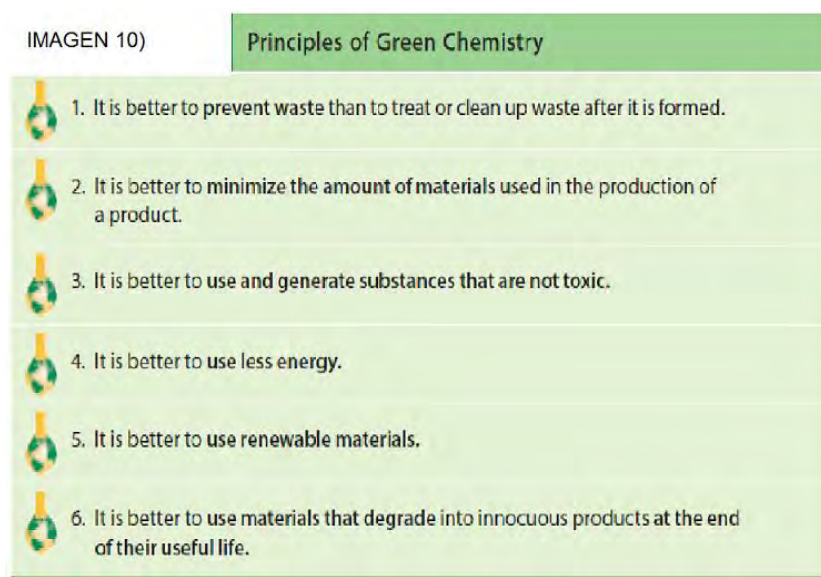 IMAGEN 10)
Principles of Green Chemistry
1. It is better to prevent waste than to treat or clean up waste after it is formed.
2. It is better to minimize the amount of materials used in the production of
a product.
3. It is better to use and generate substances that are not toxic.
4. It is better to use less energy.
5. It is better to use renewable materials.
6. It is better to use materials that degrade into innocuous products at the end
of their useful life.